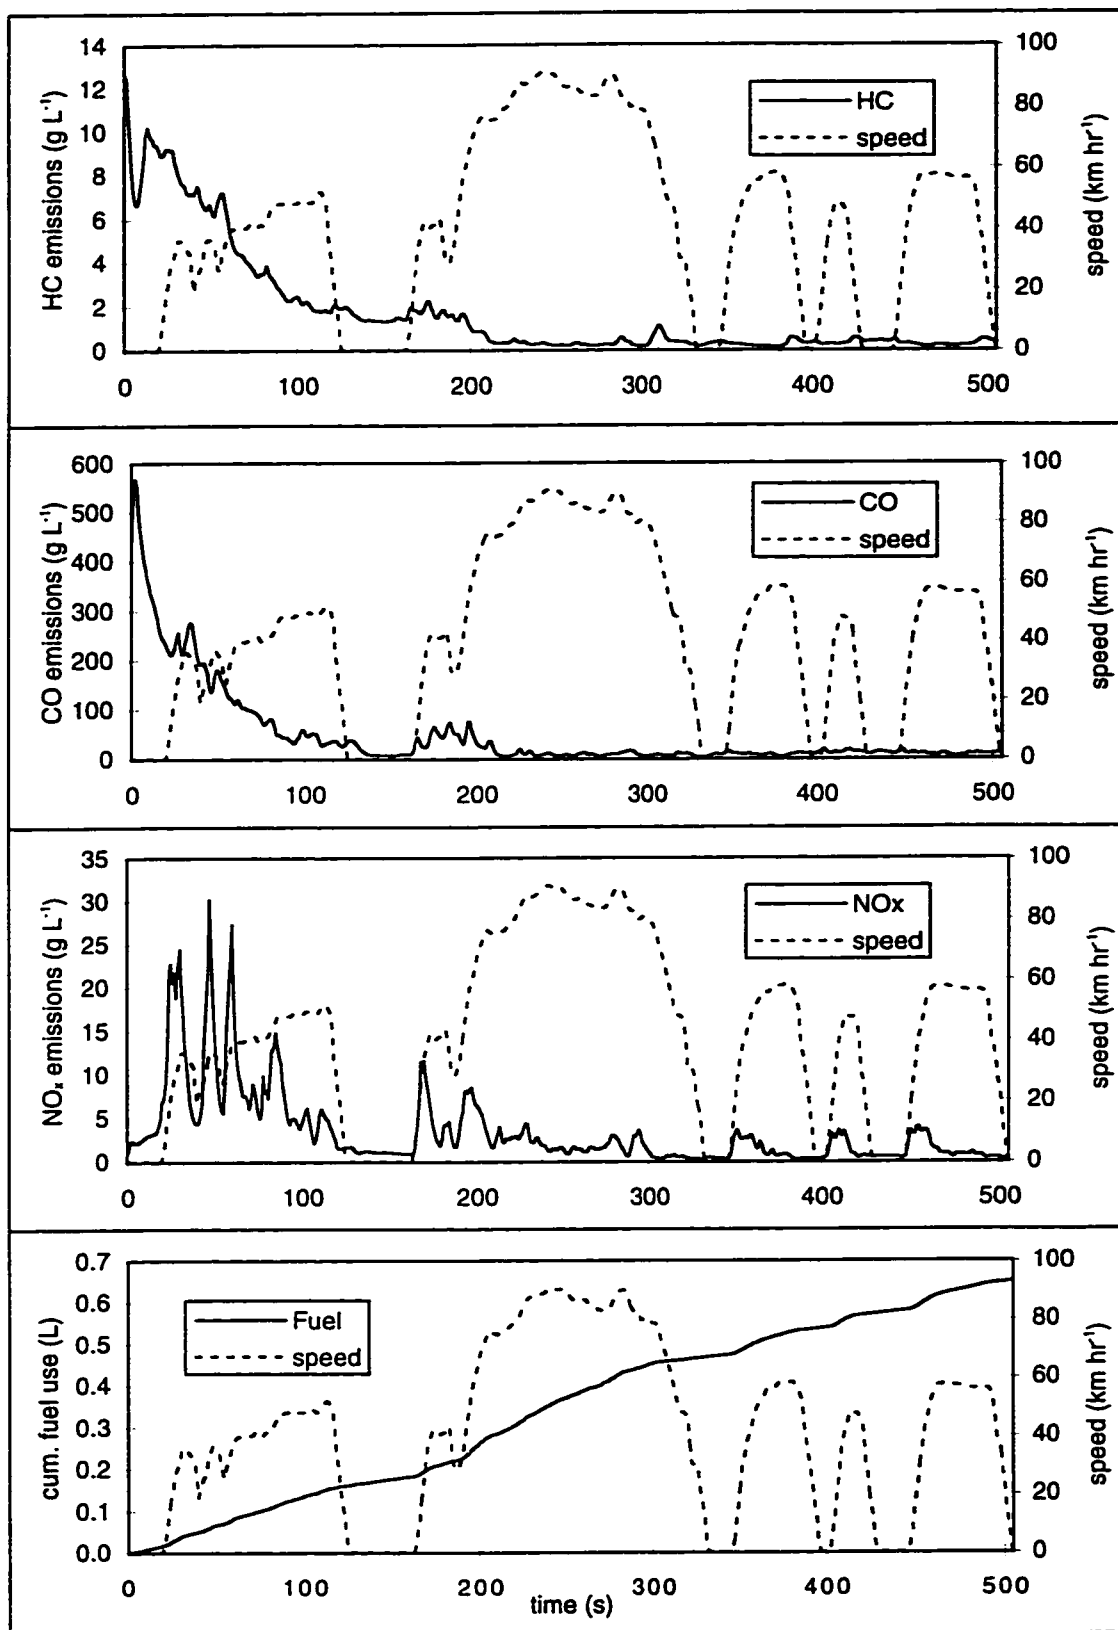 14
12
10
8
6
4
2
0
HC emissions (g L⁻¹)
HC
speed
100
80
60
40
20
0
speed (km hr⁻¹)
0 100 200 300 400 500
600
500
400
300
200
100
0
CO emissions (g L⁻¹)
CO
speed
100
80
60
40
20
0
speed (km hr⁻¹)
0 100 200 300 400 500
35
30
25
20
15
10
5
0
NOₓ emissions (g L⁻¹)
NOx
speed
100
80
60
40
20
0
speed (km hr⁻¹)
0 100 200 300 400 500
0.7
0.6
0.5
0.4
0.3
0.2
0.1
0.0
cum. fuel use (L)
Fuel
speed
100
80
60
40
20
0
speed (km hr⁻¹)
0 100 200 300 400 500
time (s)